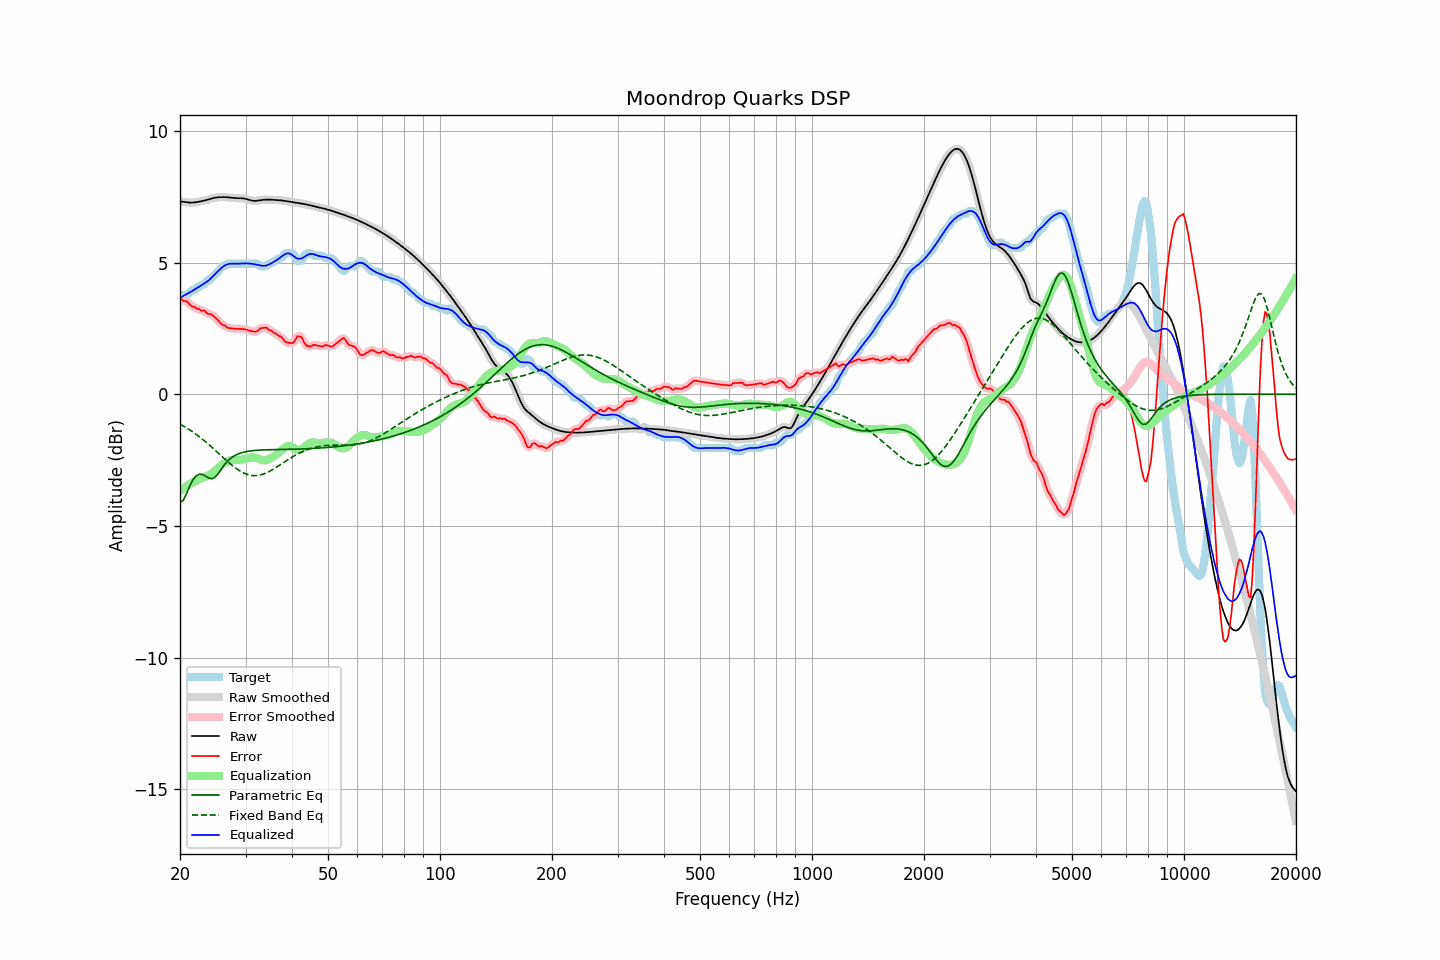 Moondrop Quarks DSP
10
5
0
−5
−10
−15
Amplitude (dBr)
Target
Raw Smoothed
Error Smoothed
Raw
Error
Equalization
Parametric Eq
Fixed Band Eq
Equalized
20 50 100 200 500 1000 2000 5000 10000 20000
Frequency (Hz)